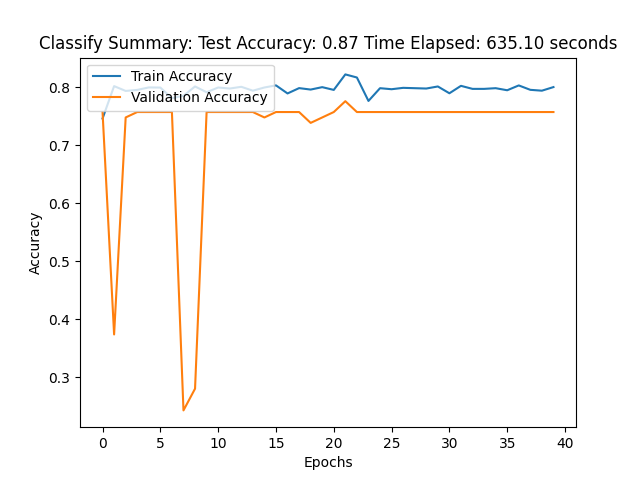 Classify Summary: Test Accuracy: 0.87 Time Elapsed: 635.10 seconds
Train Accuracy
Validation Accuracy
0.8
0.7
0.6
0.5
0.4
0.3
Accuracy
0 5 10 15 20 25 30 35 40
Epochs